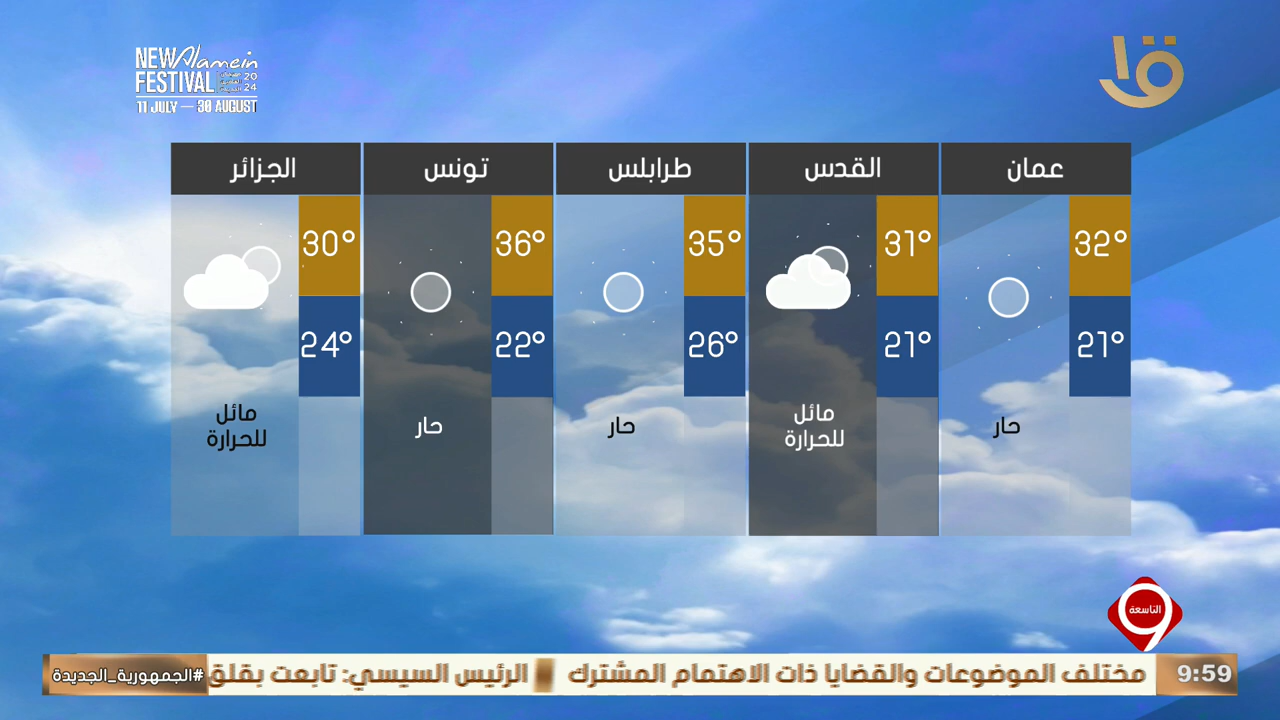 NEW Alamein
FESTIVAL 20 24
11 JULY — 30 AUGUST
عمان
القدس
طرابلس
تونس
الجزائر
32°
31°
35°
36°
30°
21°
21°
26°
22°
24°
حار
مائل
للحرارة
حار
حار
مائل
للحرارة
التاسعة
9
9:59
مختلف الموضوعات والقضايا ذات الاهتمام المشترك
الرئيس السيسي: تابعت بقلق
#الجمهورية_الجديدة